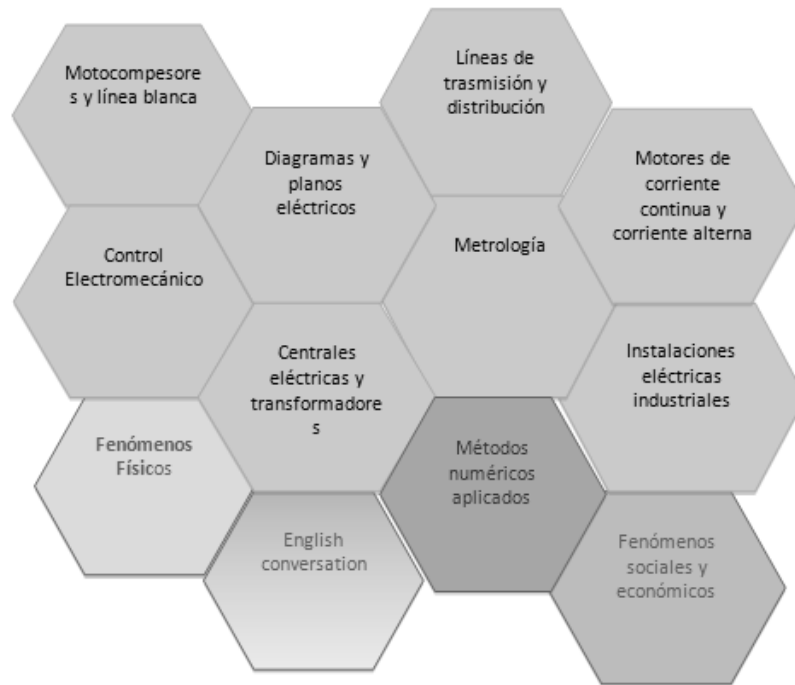 Motocompesore
s y línea blanca
Líneas de
trasmisión y
distribución
Diagramas y
planos
eléctricos
Motores de
corriente
continua y
corriente alterna
Control
Electromecánico
Metrología
Centrales
eléctricas y
transformadore
s
Instalaciones
eléctricas
industriales
Fenómenos
Físicos
Métodos
numéricos
aplicados
English
conversation
Fenómenos
sociales y
económicos